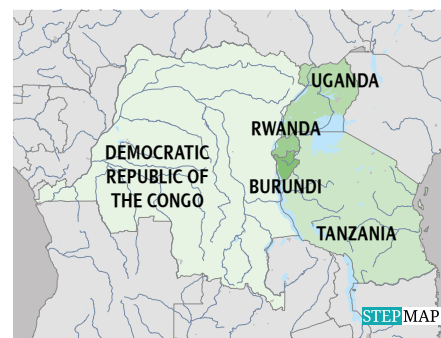 UGANDA
RWANDA
DEMOCRATIC
REPUBLIC OF
THE CONGO
BURUNDI
TANZANIA
STEPMAP